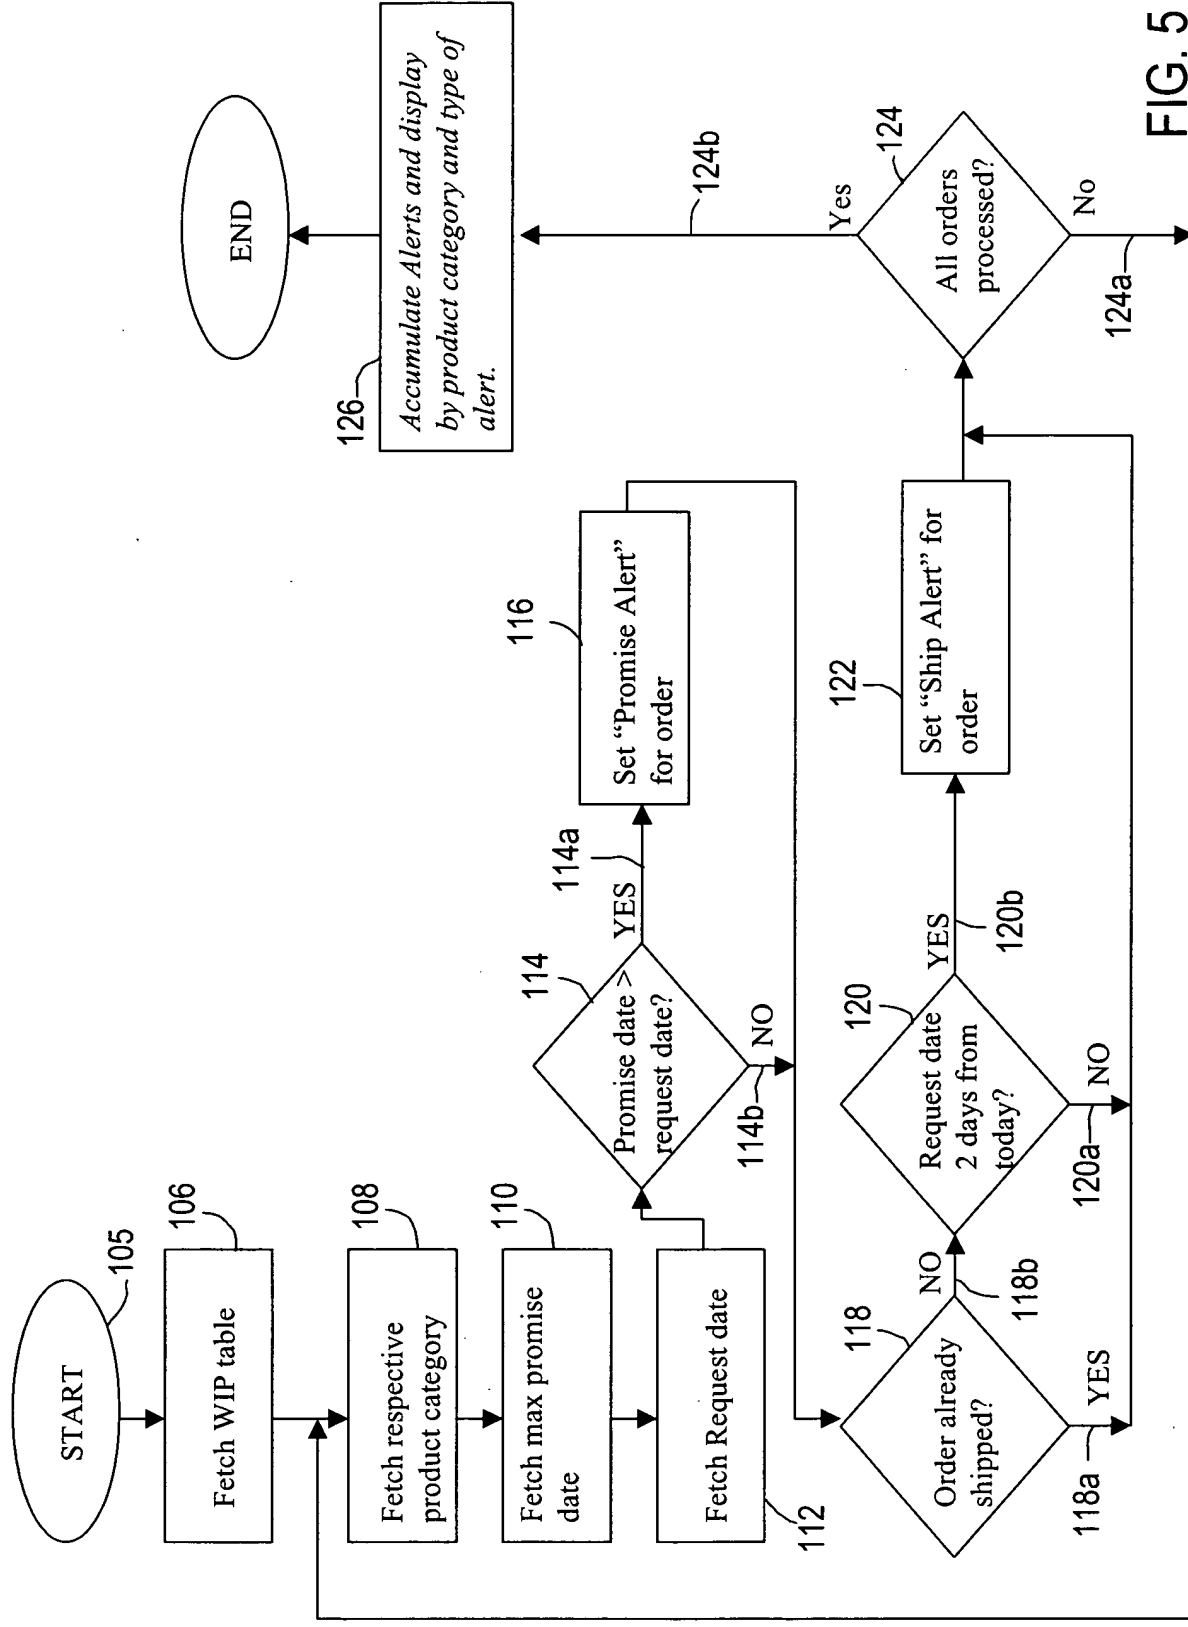 START
105
Fetch WIP table
106
Fetch respective
product category
108
Fetch max promise
date
110
Fetch Request date
112
Promise date >
request date?
114
YES
114a
NO
114b
Set “Promise Alert”
for order
116
Order already
shipped?
118
YES
118a
NO
118b
Request date
2 days from
today?
120
NO
120a
YES
120b
Set “Ship Alert” for
order
122
All orders
processed?
124
No
124a
Yes
124b
Accumulate Alerts and display
by product category and type of
alert.
126
END
FIG. 5